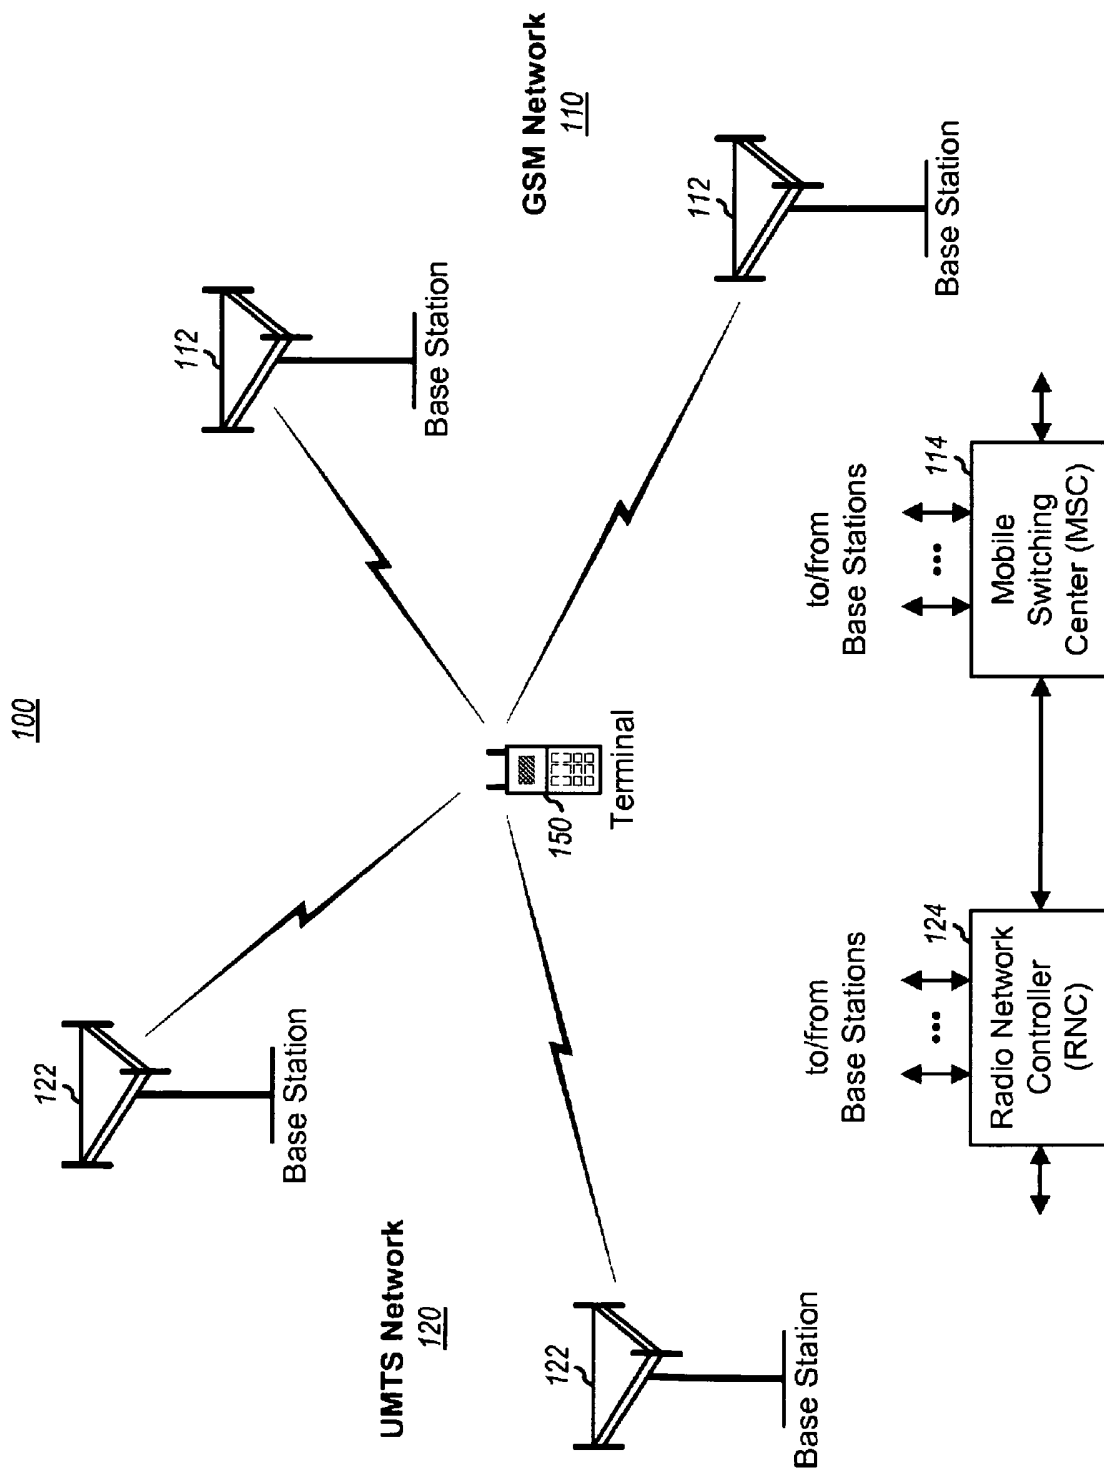 100
122
Base Station
112
Base Station
UMTS Network
120
GSM Network
110
150
Terminal
122
Base Station
112
Base Station
to/from
Base Stations
•••
124
Radio Network
Controller
(RNC)
to/from
Base Stations
•••
114
Mobile
Switching
Center (MSC)